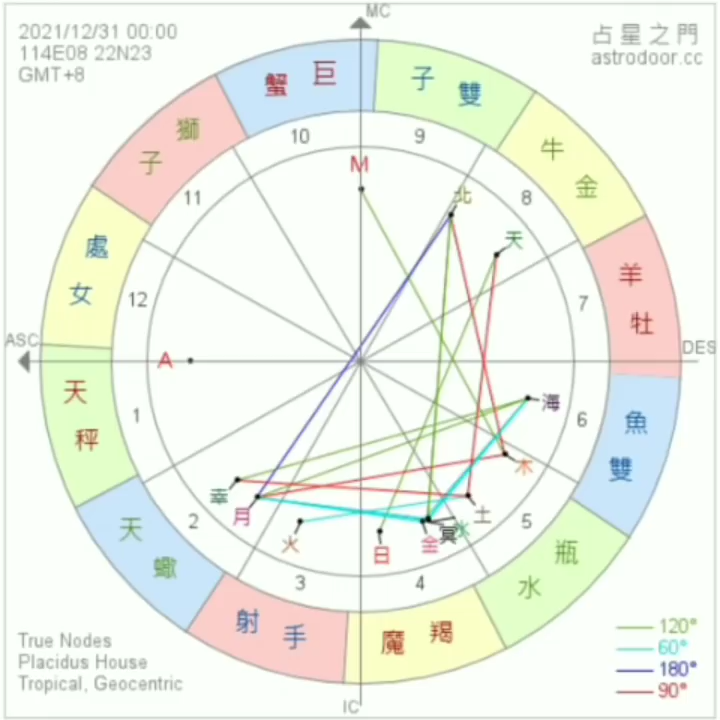 2021/12/31 00:00
114E08 22N23
GMT+8
MC
占星之門
astrodoor.cc
蟹 巨
子 雙
獅
子
牛
金
10
9
M
11
8
北
天
處
女
羊
牡
12
7
ASC
A
DES
天
秤
1
海
6
魚
雙
木
幸
月
2
土
5
天
蠍
火
日
金
冥
水
3
4
瓶
水
射 手
魔 羯
True Nodes
Placidus House
Tropical, Geocentric
IC
120°
60°
180°
90°